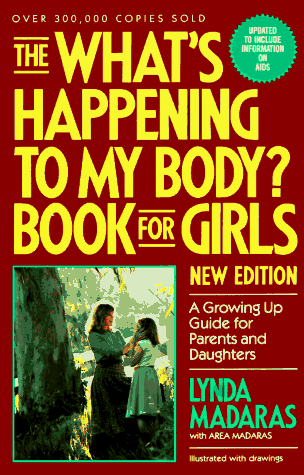 OVER 300,000 COPIES SOLD
UPDATED
TO INCLUDE
INFORMATION
ON
AIDS
THE WHAT'S
HAPPENING
TO MY BODY?
BOOK FOR GIRLS
NEW EDITION
A Growing Up
Guide for
Parents and
Daughters
LYNDA
MADARAS
with AREA MADARAS
Illustrated with drawings